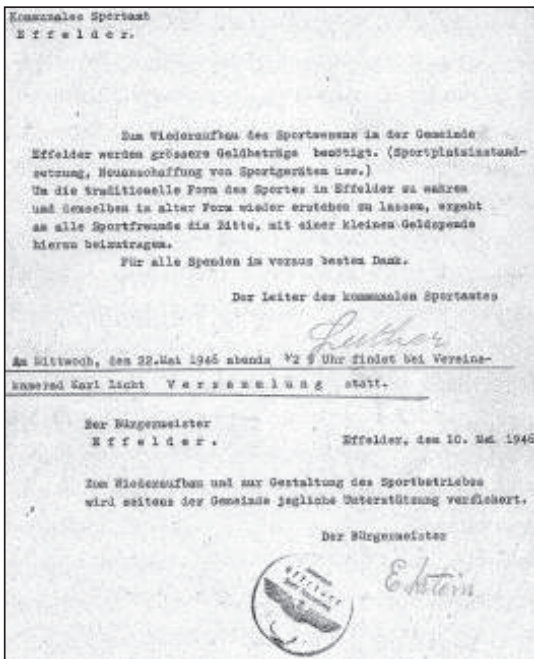 Kommunales Sportamt
E f f e l d e r.
Zum Wiederaufbau des Sportwesens in der Gemeinde
Effelder werden grössere Geldbeträge benötigt. (Sportplatzinstand-
setzung, Neuanschaffung von Sportgeräten usw.)
Um die traditionelle Form des Sportes in Effelder zu wahren
und denselben in alter Form wieder erstehen zu lassen, ergeht
an alle Sportfreunde die Bitte, mit einer kleinen Geldspende
hierzu beizutragen.
Für alle Spenden im voraus besten Dank.
Der Leiter des kommunalen Sportamtes
Luther
Am Mittwoch, den 22.Mai 1946 abends 1/2 9 Uhr findet bei Vereins-
kamerad Karl Licht V e r s a m m l u n g statt.
Der Bürgermeister
E f f e l d e r . Effelder, den 10. Mai 1946
Zum Wiederaufbau und zur Gestaltung des Sportbetriebes
wird seitens der Gemeinde jegliche Unterstützung versichert.
Der Bürgermeister
Ekstein
EFFELDER